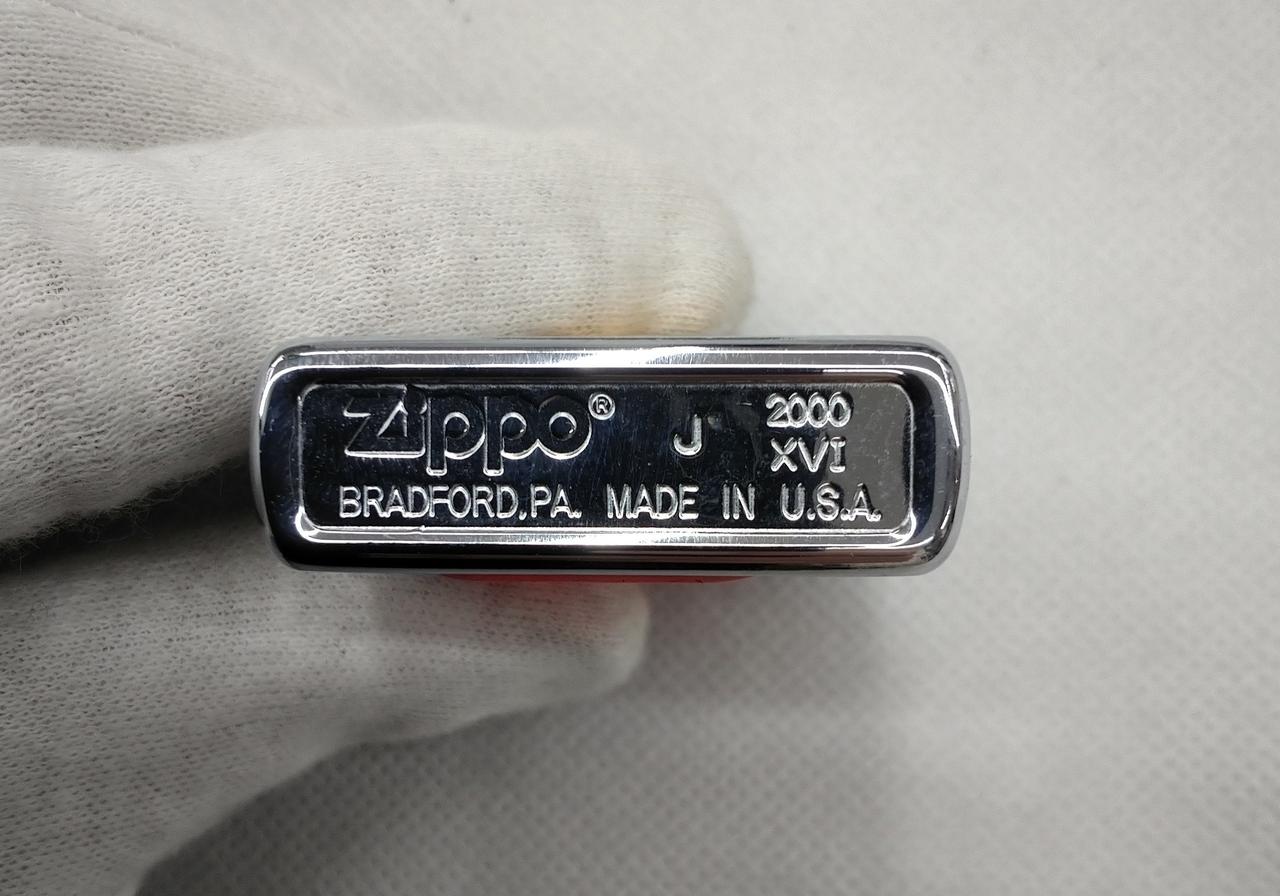 Zippo® J 2000
XVI
BRADFORD,PA. MADE IN U.S.A.